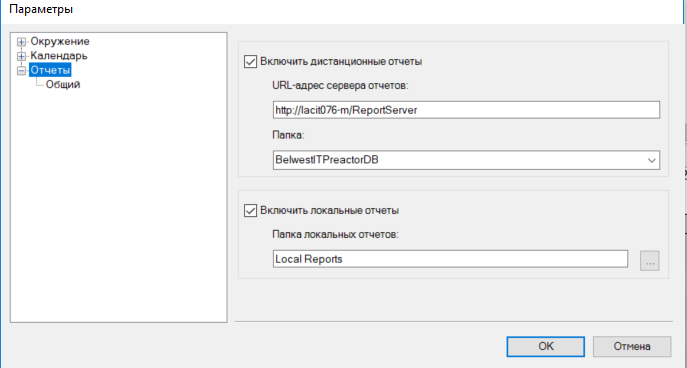 Параметры
Окружение
Календарь
Отчеты
Общий
Включить дистанционные отчеты
URL-адрес сервера отчетов:
http://lacit076-m/ReportServer
Папка:
BelwestITPreactorDB
Включить локальные отчеты
Папка локальных отчетов:
Local Reports
...
OK
Отмена